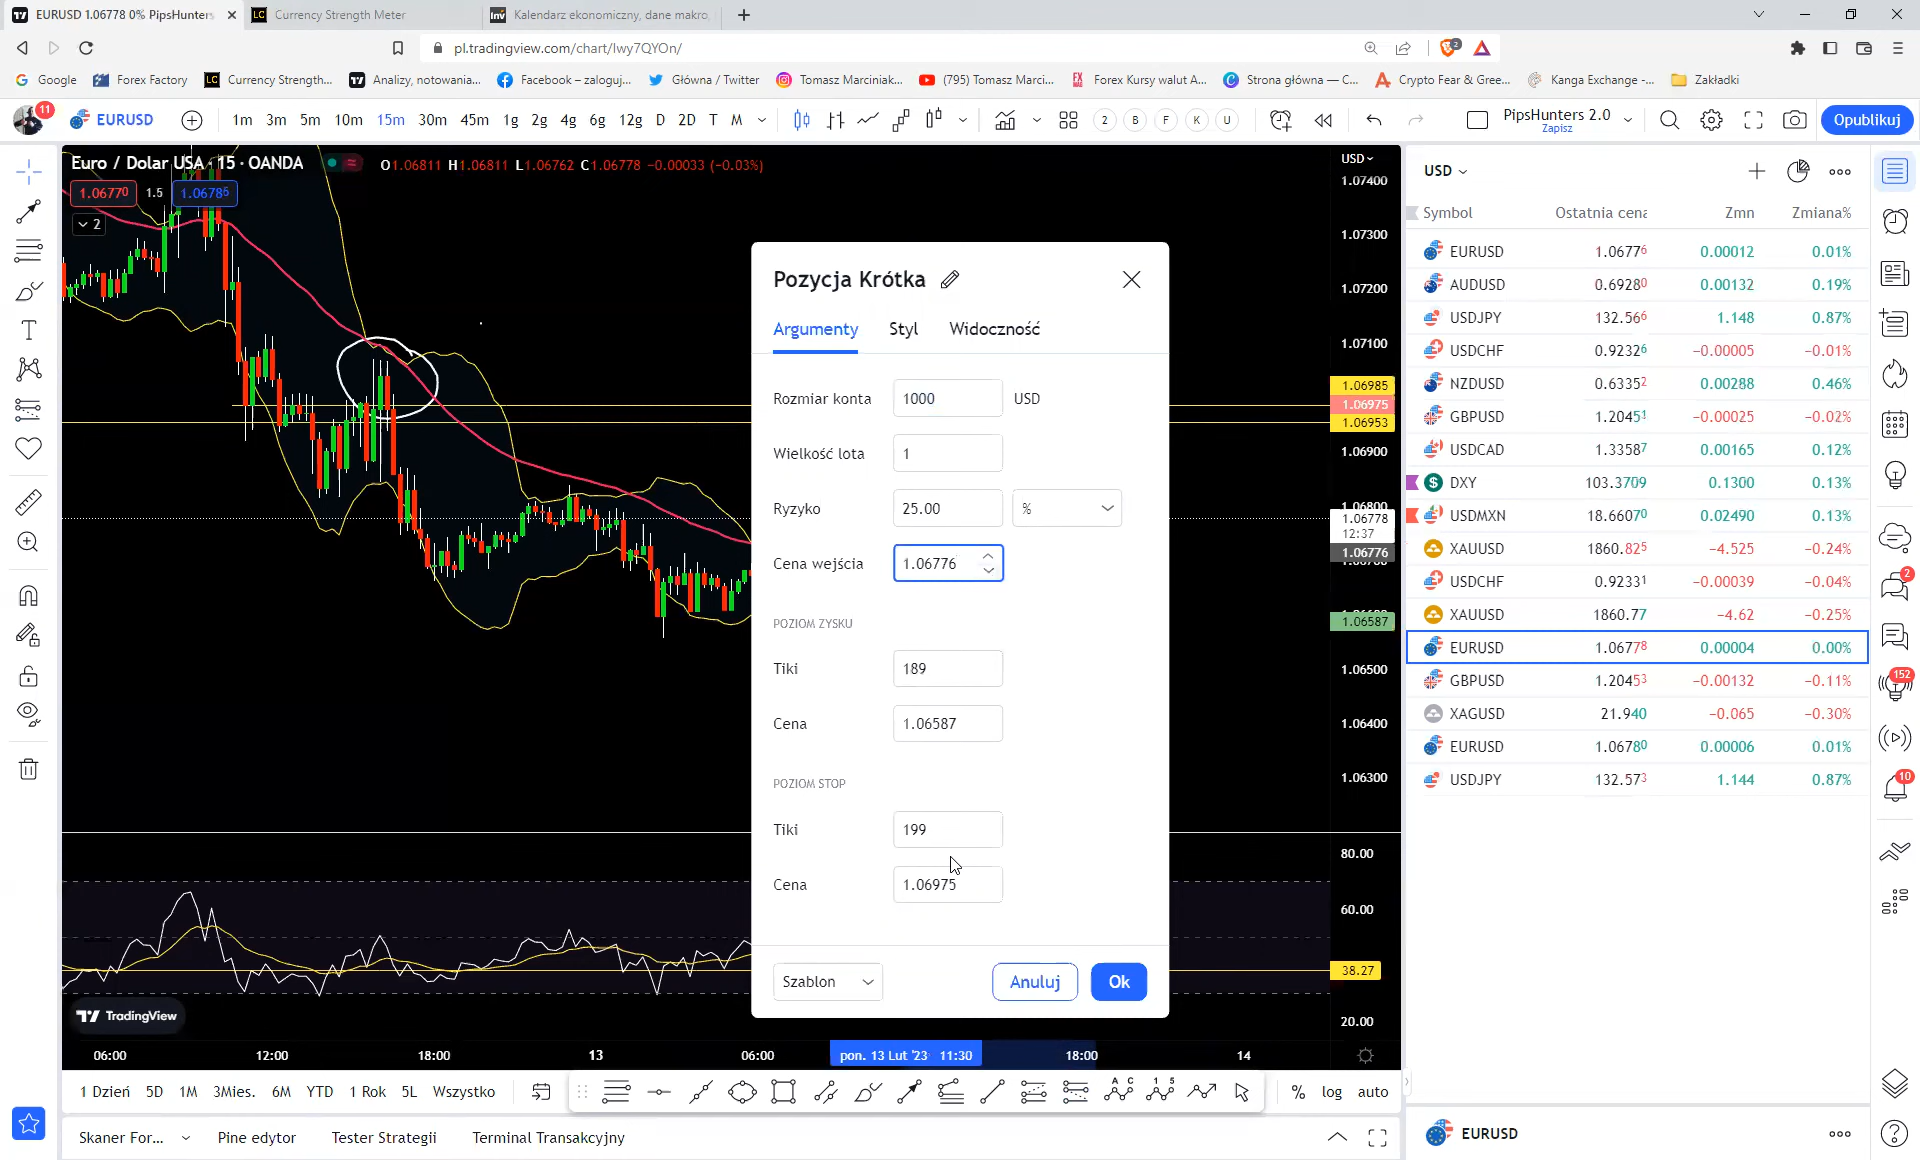 EURUSD 1.06778 0% PipsHunters
Currency Strength Meter
Kalendarz ekonomiczny, dane makro,
pl.tradingview.com/chart/Iwy7QYOn/
2
Google
Forex Factory
Currency Strength...
Analizy, notowania...
Facebook – zaloguj...
Główna / Twitter
Tomasz Marciniak...
(795) Tomasz Marci...
Forex Kursy walut A...
Strona główna — C...
Crypto Fear & Gree...
Kanga Exchange -...
Zakładki
11
EURUSD
1m 3m 5m 10m 15m 30m 45m 1g 2g 4g 6g 12g D 2D T M
2 B F K U
PipsHunters 2.0
Zapisz
Opublikuj
Euro / Dolar USA · 15 · OANDA
O1.06811 H1.06811 L1.06762 C1.06778 −0.00033 (−0.03%)
1.06770 1.5 1.06786
2
USD
1.07400
1.07300
1.07200
1.07100
1.06985
1.06975
1.06953
1.06900
1.06800
1.06778
12:37
1.06776
1.06587
1.06500
1.06400
1.06300
80.00
60.00
38.27
20.00
Pozycja Krótka
Argumenty Styl Widoczność
Rozmiar konta 1000 USD
Wielkość lota 1
Ryzyko 25.00 %
Cena wejścia 1.06776
POZIOM ZYSKU
Tiki 189
Cena 1.06587
POZIOM STOP
Tiki 199
Cena 1.06975
Szablon Anuluj Ok
TradingView
06:00 12:00 18:00 13 06:00 pon. 13 Lut '23 11:30 18:00 14
1 Dzień 5D 1M 3Mies. 6M YTD 1 Rok 5L Wszystko
% log auto
Skaner For... Pine edytor Tester Strategii Terminal Transakcyjny
USD
Symbol Ostatnia cena Zmn Zmiana%
EURUSD 1.06776 0.00012 0.01%
AUDUSD 0.69280 0.00132 0.19%
USDJPY 132.566 1.148 0.87%
USDCHF 0.92326 −0.00005 −0.01%
NZDUSD 0.63352 0.00288 0.46%
GBPUSD 1.20451 −0.00025 −0.02%
USDCAD 1.33587 0.00165 0.12%
DXY 103.3709 0.1300 0.13%
USDMXN 18.66070 0.02490 0.13%
XAUUSD 1860.825 −4.525 −0.24%
USDCHF 0.92331 −0.00039 −0.04%
XAUUSD 1860.77 −4.62 −0.25%
EURUSD 1.06778 0.00004 0.00%
GBPUSD 1.20453 −0.00132 −0.11%
XAGUSD 21.940 −0.065 −0.30%
EURUSD 1.06780 0.00006 0.01%
USDJPY 132.573 1.144 0.87%
2
152
10
EURUSD